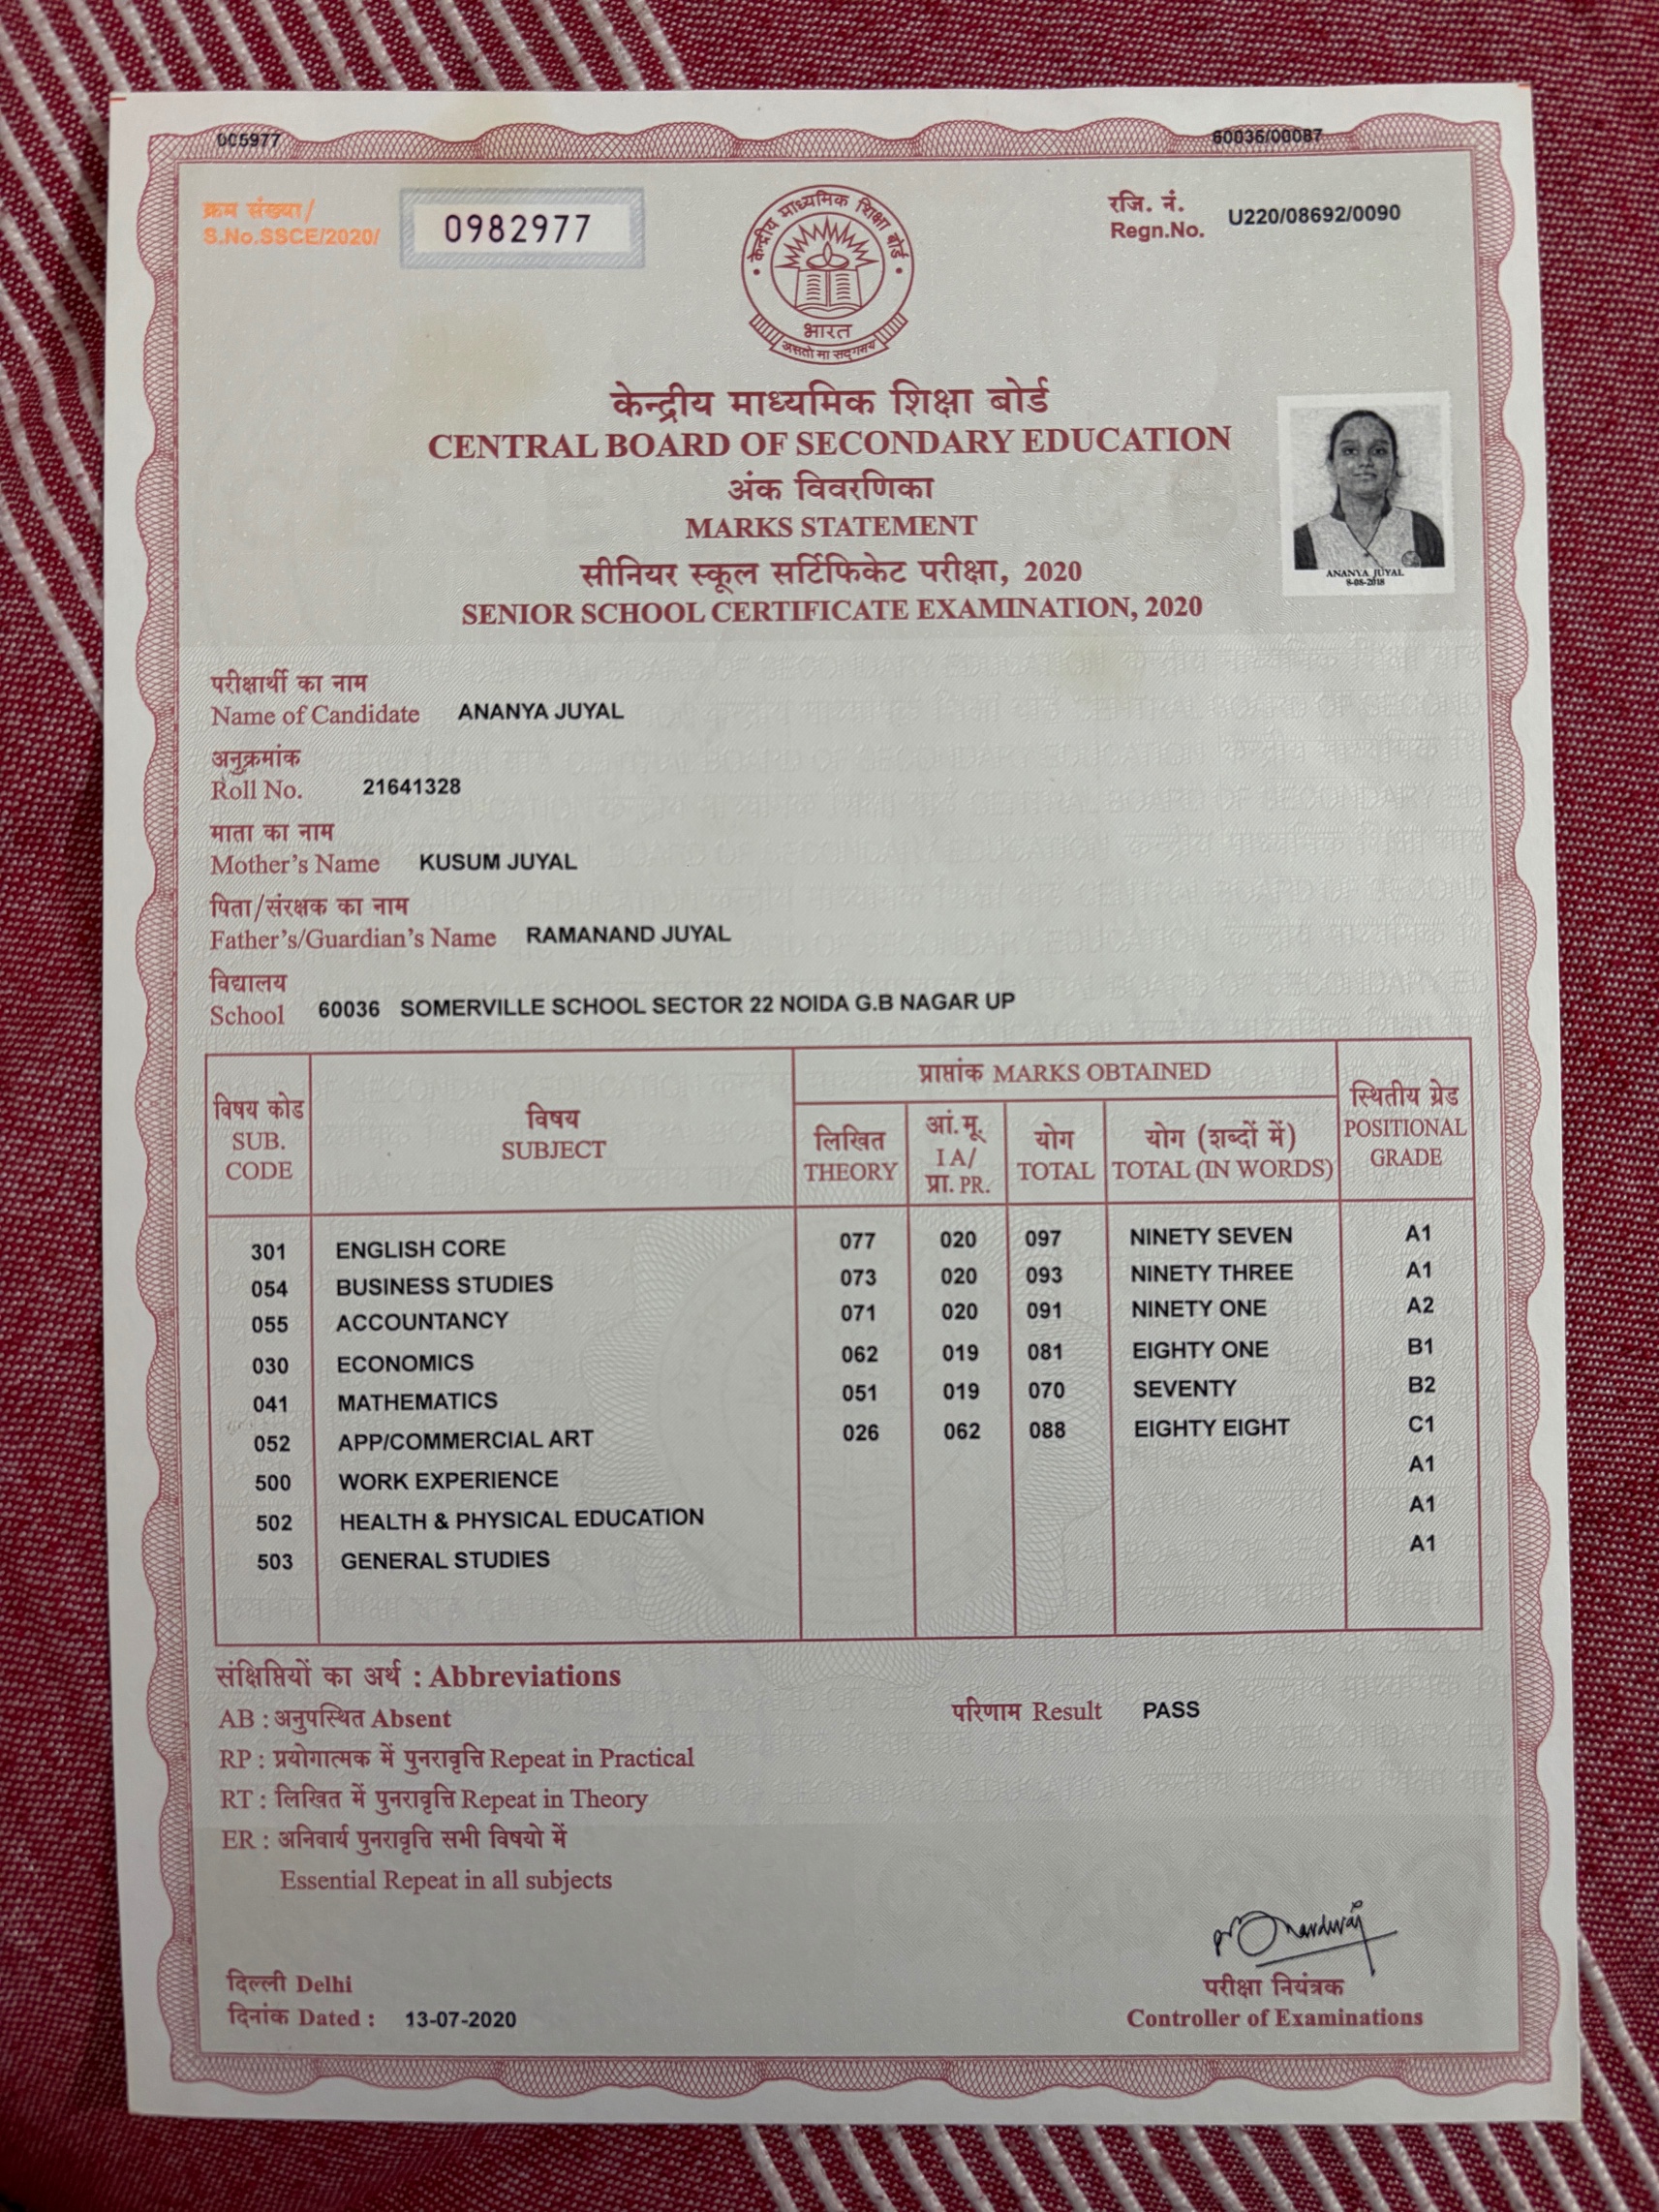 005977
60036/00087
क्रम संख्या/
S.No.SSCE/2020/
0982977
रजि. नं.
Regn.No. U220/08692/0090
केन्द्रीय माध्यमिक शिक्षा बोर्ड
भारत
असतो मा सद्गमय
केन्द्रीय माध्यमिक शिक्षा बोर्ड
CENTRAL BOARD OF SECONDARY EDUCATION
अंक विवरणिका
MARKS STATEMENT
सीनियर स्कूल सर्टिफिकेट परीक्षा, 2020
SENIOR SCHOOL CERTIFICATE EXAMINATION, 2020
ANANYA JUYAL
8-08-2018
परीक्षार्थी का नाम
Name of Candidate ANANYA JUYAL
अनुक्रमांक
Roll No. 21641328
माता का नाम
Mother's Name KUSUM JUYAL
पिता/संरक्षक का नाम
Father's/Guardian's Name RAMANAND JUYAL
विद्यालय
School 60036 SOMERVILLE SCHOOL SECTOR 22 NOIDA G.B NAGAR UP
विषय कोड
SUB.
CODE
विषय
SUBJECT
प्राप्तांक MARKS OBTAINED
लिखित
THEORY
आं.मू.
I A/
प्रा. PR.
योग
TOTAL
योग (शब्दों में)
TOTAL (IN WORDS)
स्थितीय ग्रेड
POSITIONAL
GRADE
301 ENGLISH CORE 077 020 097 NINETY SEVEN A1
054 BUSINESS STUDIES 073 020 093 NINETY THREE A1
055 ACCOUNTANCY 071 020 091 NINETY ONE A2
030 ECONOMICS 062 019 081 EIGHTY ONE B1
041 MATHEMATICS 051 019 070 SEVENTY B2
052 APP/COMMERCIAL ART 026 062 088 EIGHTY EIGHT C1
500 WORK EXPERIENCE A1
502 HEALTH & PHYSICAL EDUCATION A1
503 GENERAL STUDIES A1
संक्षिप्तियों का अर्थ : Abbreviations
AB : अनुपस्थित Absent
परिणाम Result PASS
RP : प्रयोगात्मक में पुनरावृत्ति Repeat in Practical
RT : लिखित में पुनरावृत्ति Repeat in Theory
ER : अनिवार्य पुनरावृत्ति सभी विषयो में
Essential Repeat in all subjects
दिल्ली Delhi
दिनांक Dated : 13-07-2020
परीक्षा नियंत्रक
Controller of Examinations